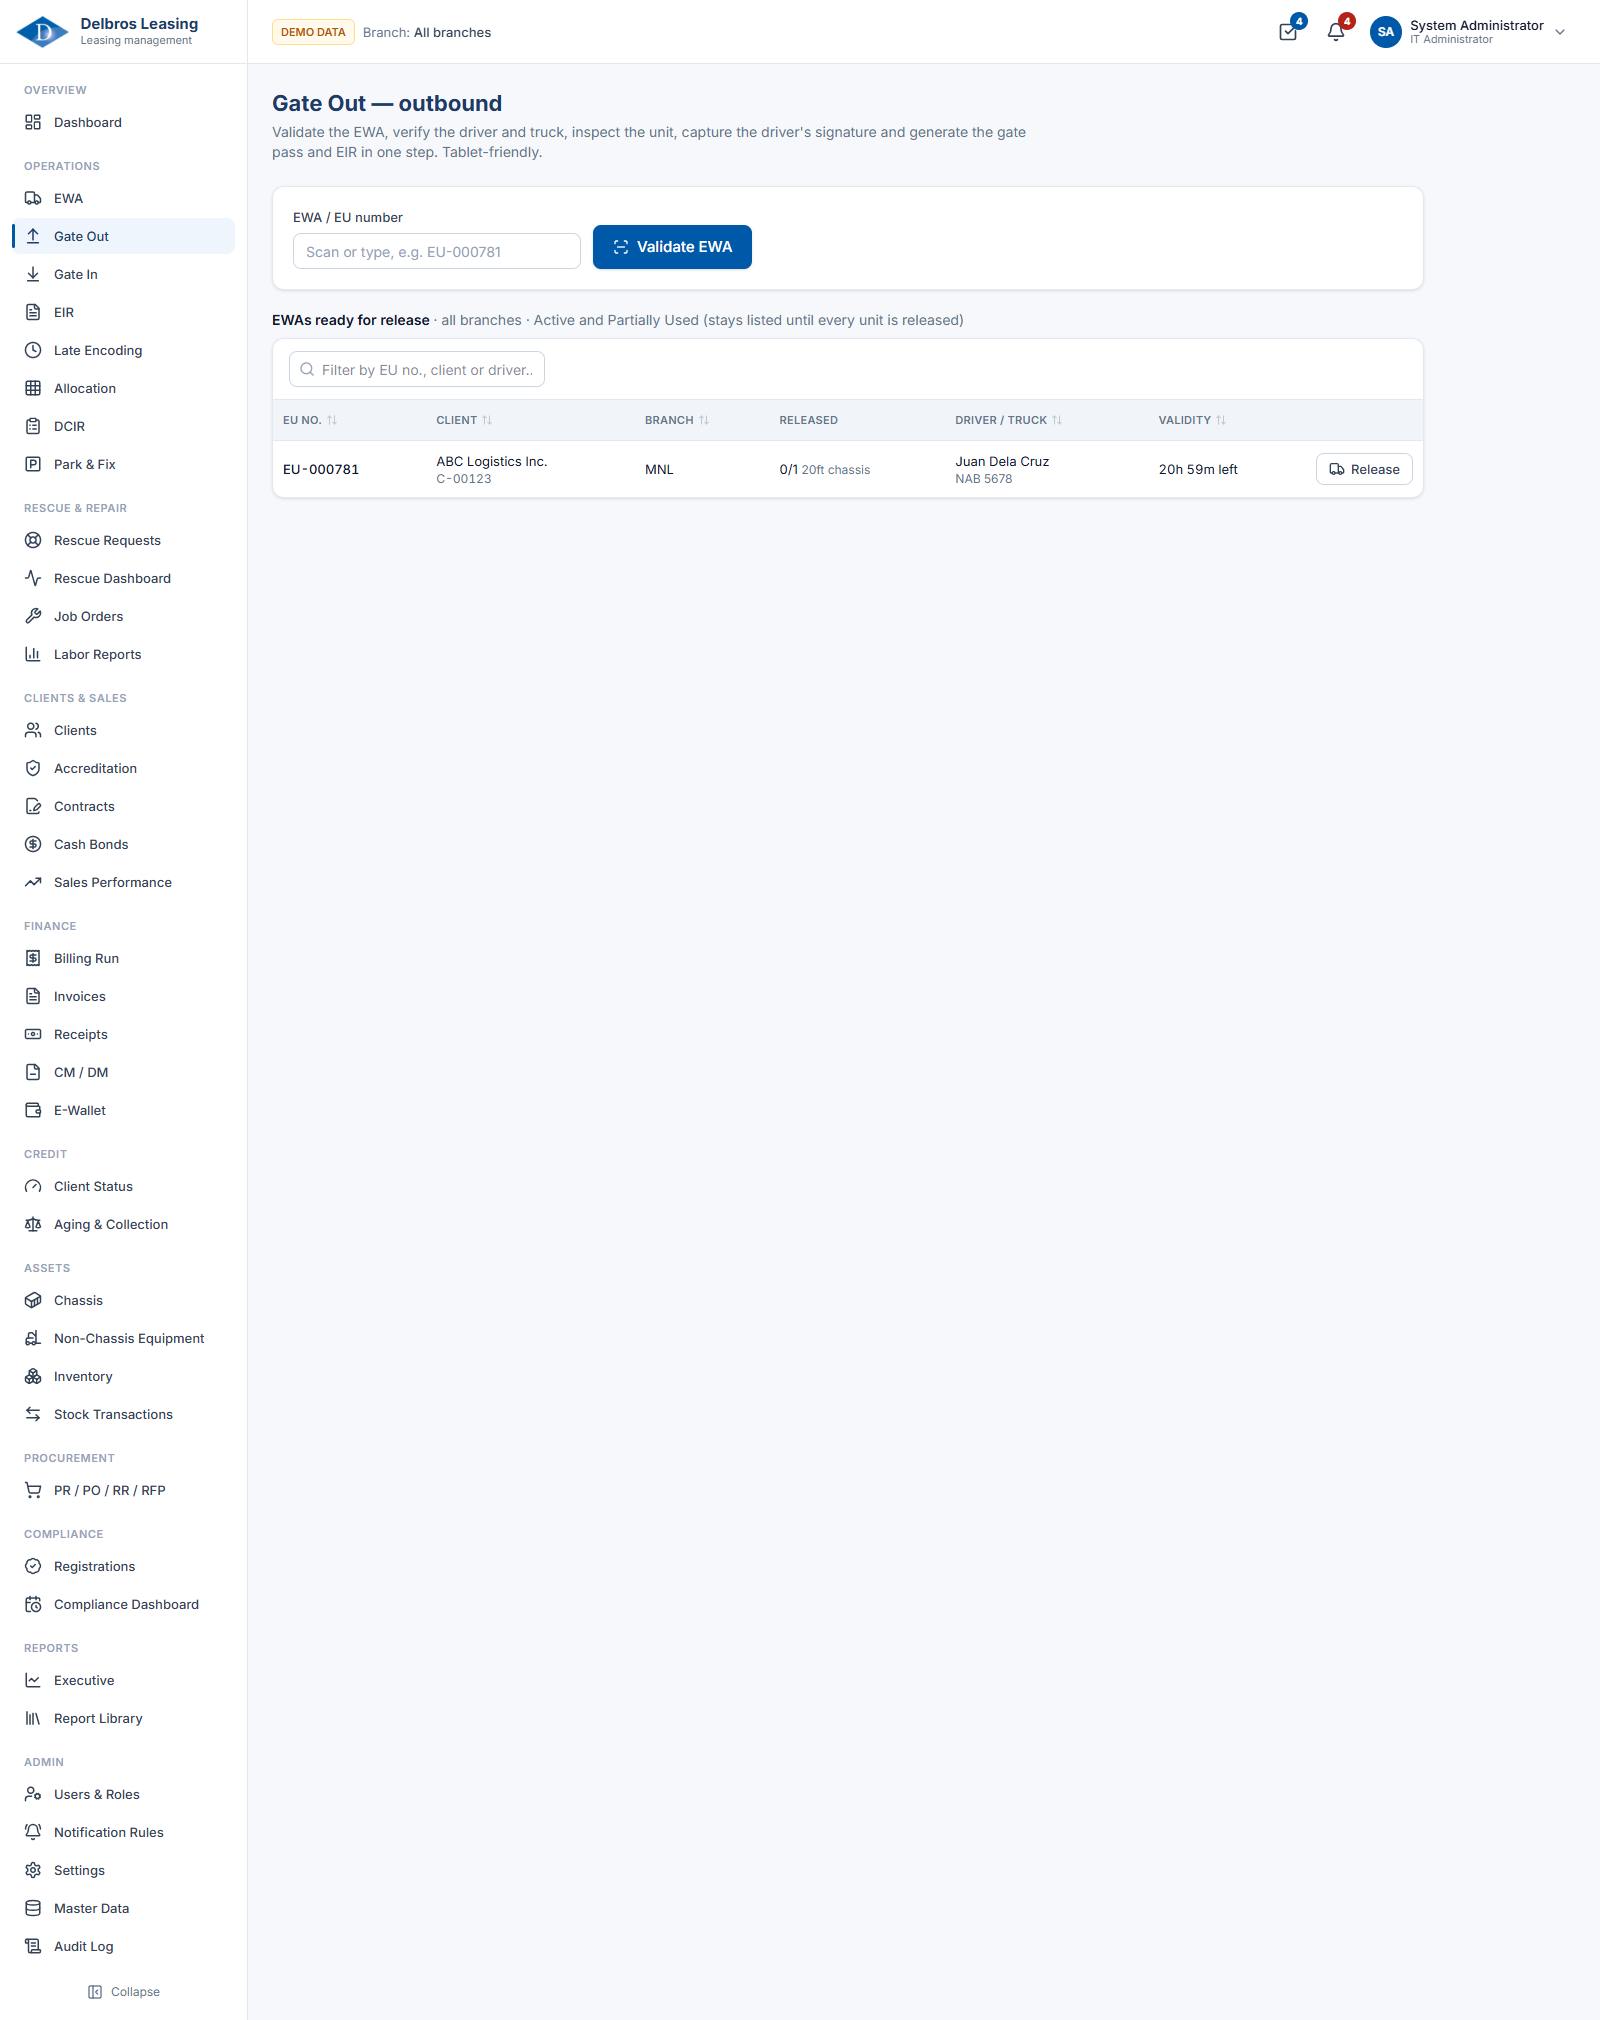 Delbros Leasing
Leasing management
DEMO DATA
Branch: All branches
4
4
SA
System Administrator
IT Administrator
OVERVIEW
Dashboard
OPERATIONS
EWA
Gate Out
Gate In
EIR
Late Encoding
Allocation
DCIR
Park & Fix
RESCUE & REPAIR
Rescue Requests
Rescue Dashboard
Job Orders
Labor Reports
CLIENTS & SALES
Clients
Accreditation
Contracts
Cash Bonds
Sales Performance
FINANCE
Billing Run
Invoices
Receipts
CM / DM
E-Wallet
CREDIT
Client Status
Aging & Collection
ASSETS
Chassis
Non-Chassis Equipment
Inventory
Stock Transactions
PROCUREMENT
PR / PO / RR / RFP
COMPLIANCE
Registrations
Compliance Dashboard
REPORTS
Executive
Report Library
ADMIN
Users & Roles
Notification Rules
Settings
Master Data
Audit Log
Collapse
Gate Out — outbound
Validate the EWA, verify the driver and truck, inspect the unit, capture the driver's signature and generate the gate
pass and EIR in one step. Tablet-friendly.
EWA / EU number
Scan or type, e.g. EU-000781
Validate EWA
EWAs ready for release · all branches · Active and Partially Used (stays listed until every unit is released)
Filter by EU no., client or driver..
EU NO. CLIENT BRANCH RELEASED DRIVER / TRUCK VALIDITY
EU-000781 ABC Logistics Inc. MNL 0/1 20ft chassis Juan Dela Cruz 20h 59m left Release
C-00123 NAB 5678